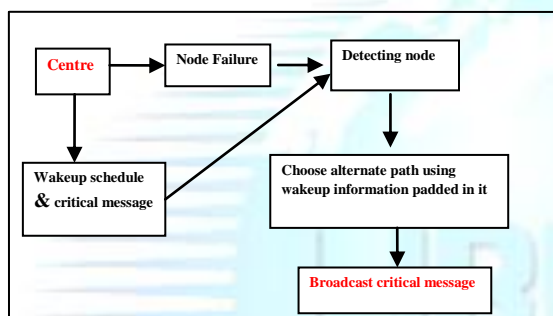 Centre
Node Failure
Detecting node
Wakeup schedule
& critical message
Choose alternate path using
wakeup information padded in it
Broadcast critical message